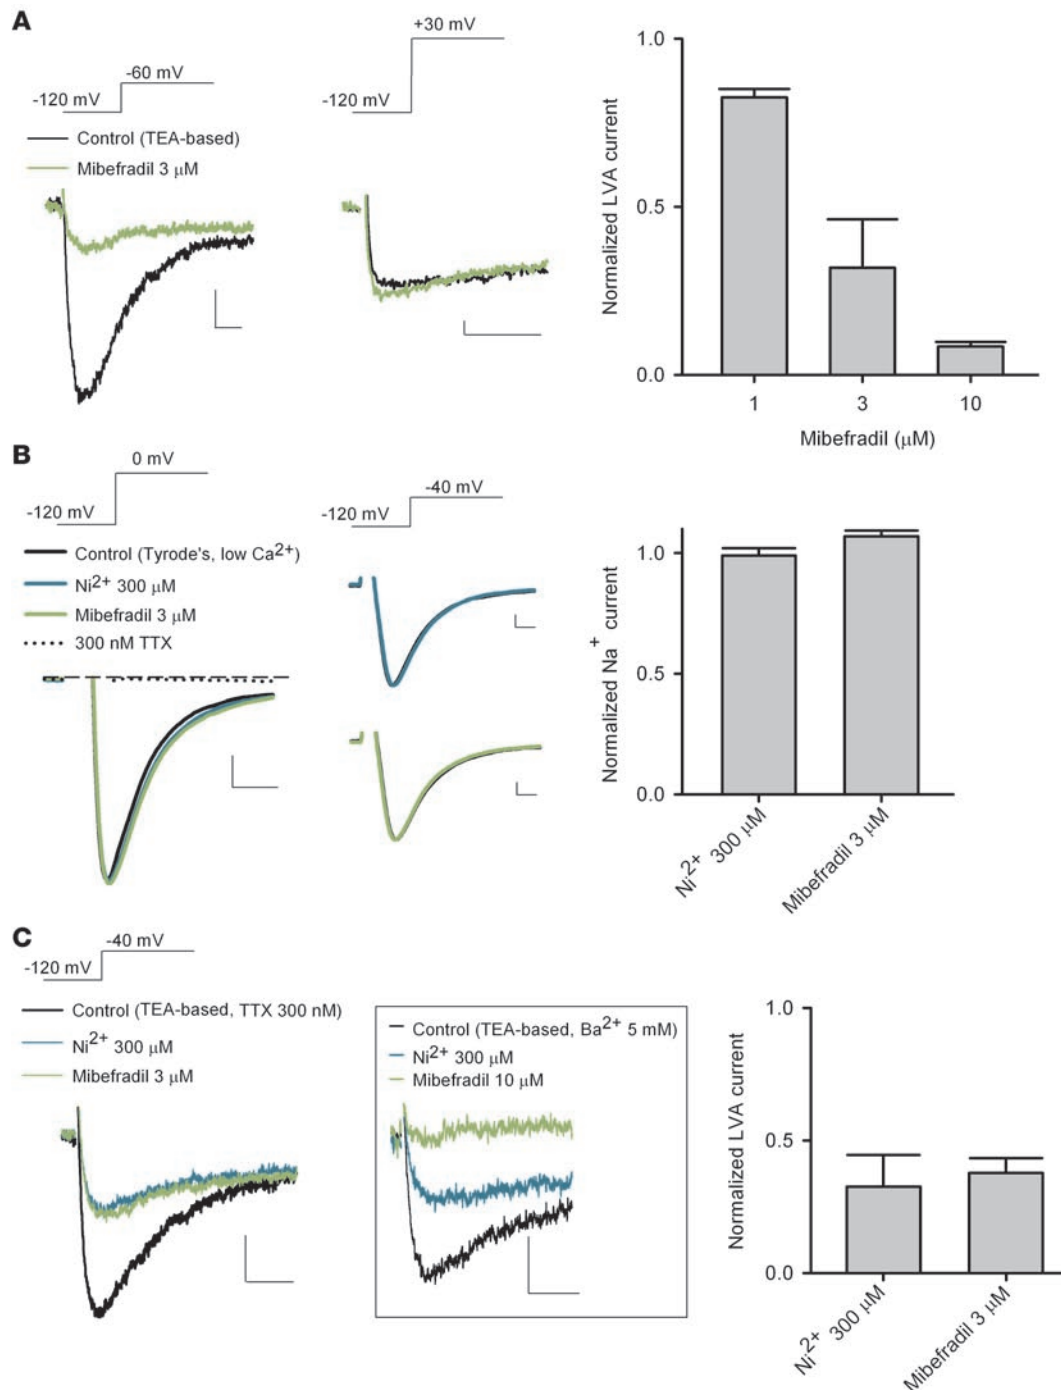 A
-120 mV
-60 mV
Control (TEA-based)
Mibefradil 3 μM
-120 mV
+30 mV
Normalized LVA current
1.0
0.5
0.0
1 3 10
Mibefradil (μM)
B
-120 mV
0 mV
Control (Tyrode's, low Ca²⁺)
Ni²⁺ 300 μM
Mibefradil 3 μM
300 nM TTX
-120 mV
-40 mV
Normalized Na⁺ current
1.0
0.5
0.0
Ni²⁺ 300 μM
Mibefradil 3 μM
C
-120 mV
-40 mV
Control (TEA-based, TTX 300 nM)
Ni²⁺ 300 μM
Mibefradil 3 μM
Control (TEA-based, Ba²⁺ 5 mM)
Ni²⁺ 300 μM
Mibefradil 10 μM
Normalized LVA current
1.0
0.5
0.0
Ni²⁺ 300 μM
Mibefradil 3 μM